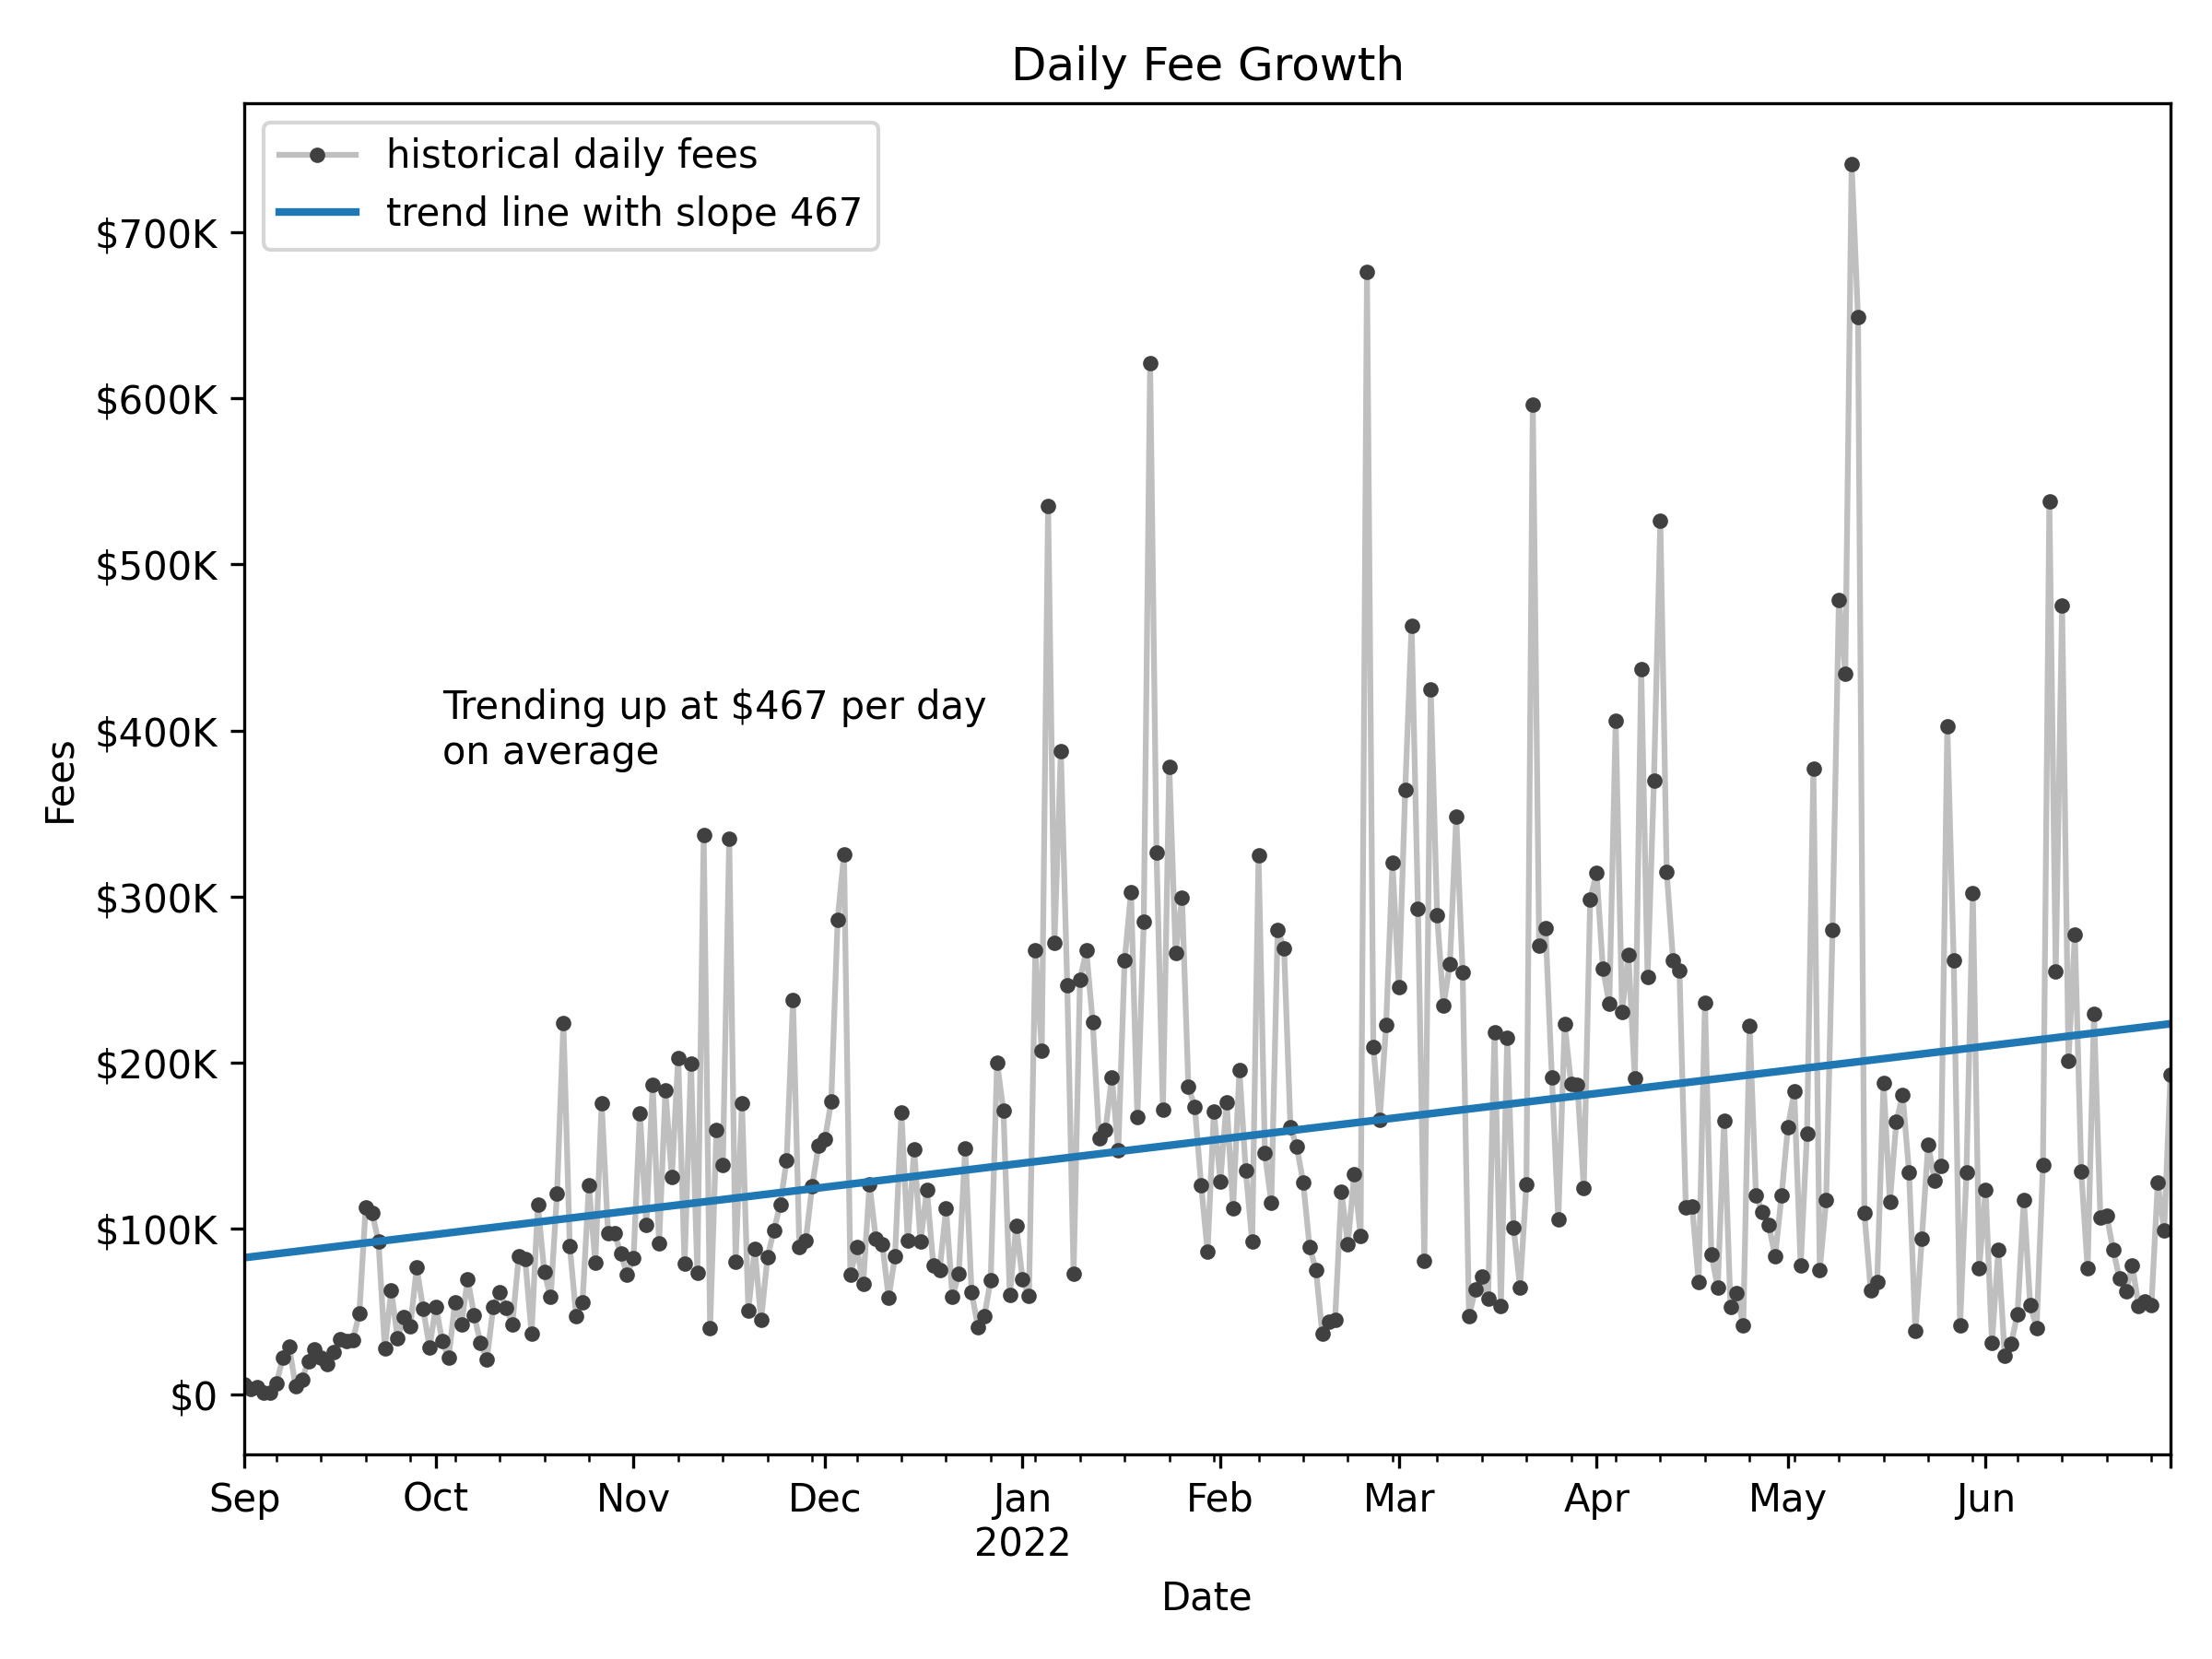 Daily Fee Growth
historical daily fees
trend line with slope 467
$700K
$600K
$500K
$400K
$300K
$200K
$100K
$0
Fees
Trending up at $467 per day
on average
Sep Oct Nov Dec Jan Feb Mar Apr May Jun
2022
Date